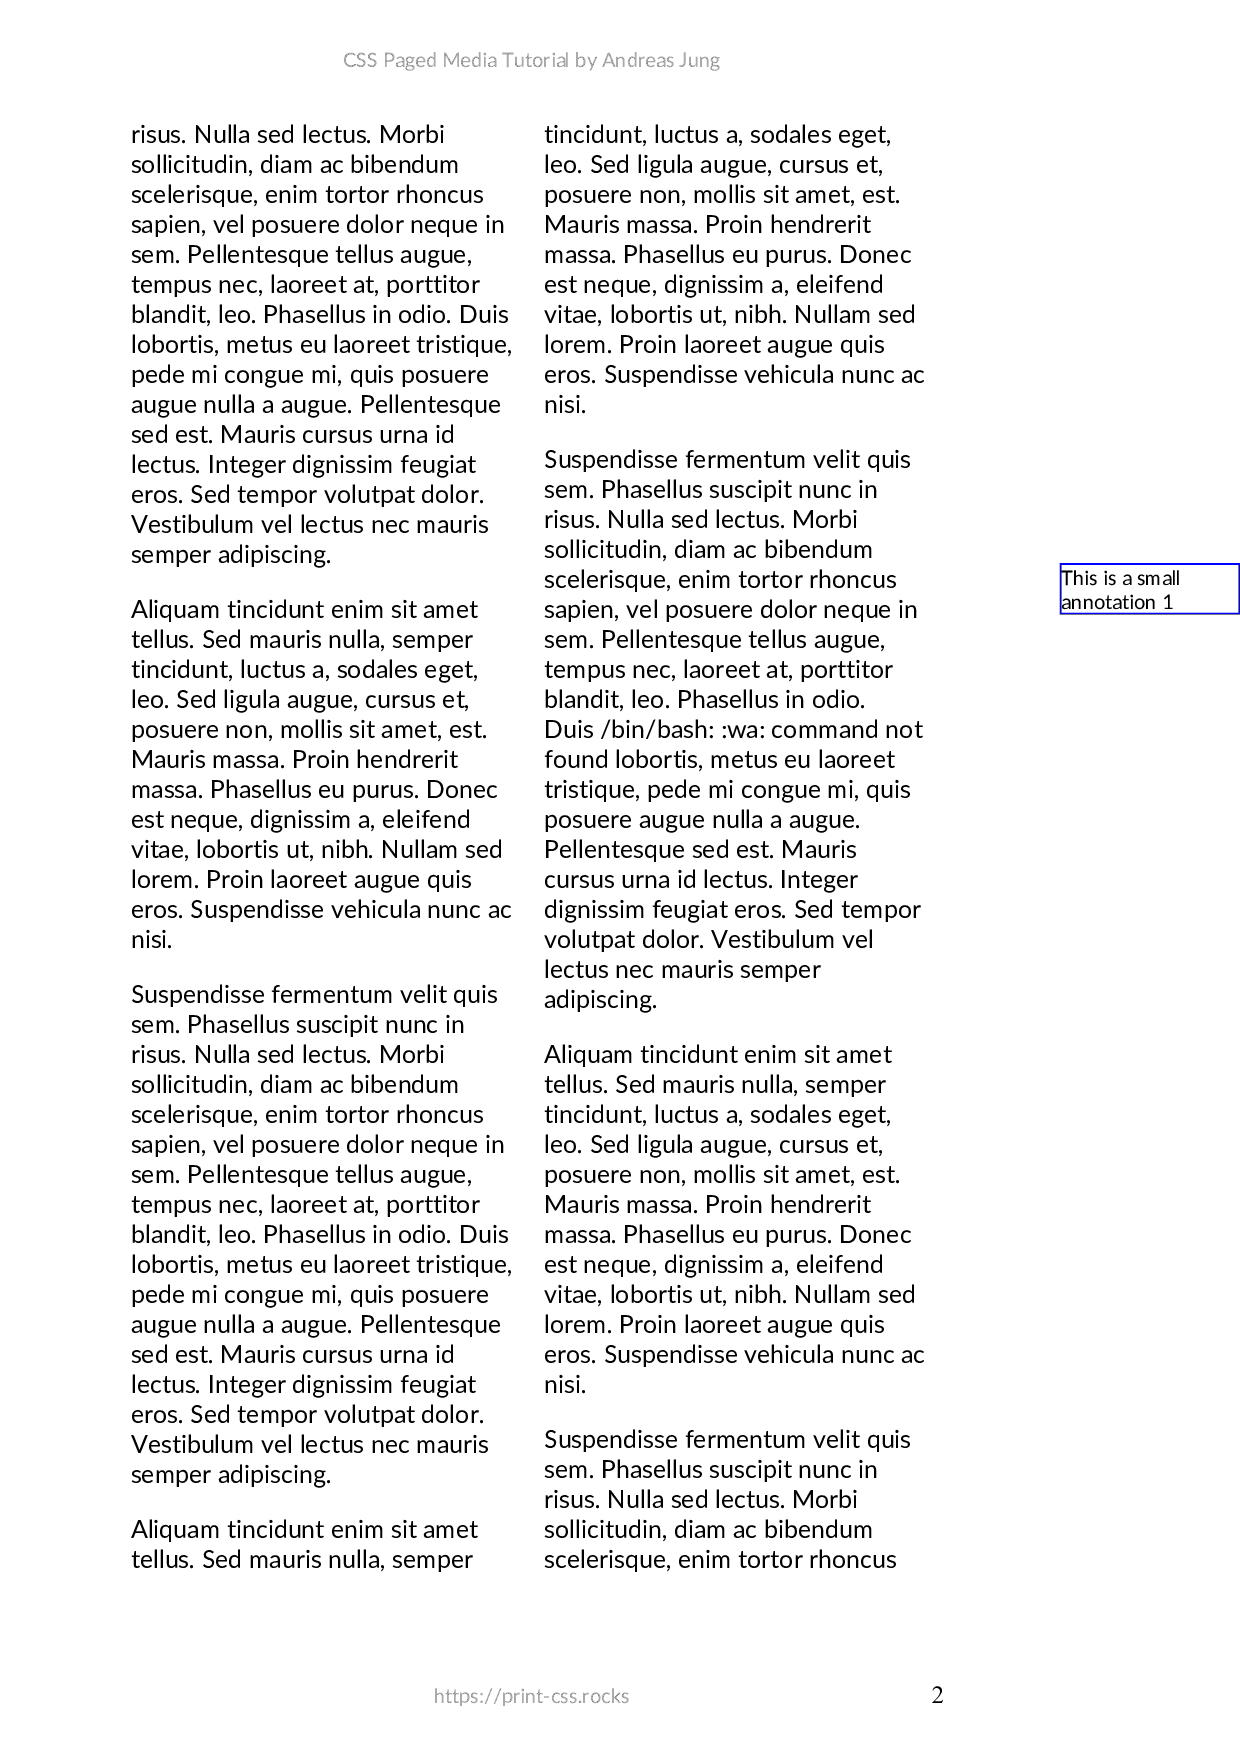 CSS Paged Media Tutorial by Andreas Jung
risus. Nulla sed lectus. Morbi
sollicitudin, diam ac bibendum
scelerisque, enim tortor rhoncus
sapien, vel posuere dolor neque in
sem. Pellentesque tellus augue,
tempus nec, laoreet at, porttitor
blandit, leo. Phasellus in odio. Duis
lobortis, metus eu laoreet tristique,
pede mi congue mi, quis posuere
augue nulla a augue. Pellentesque
sed est. Mauris cursus urna id
lectus. Integer dignissim feugiat
eros. Sed tempor volutpat dolor.
Vestibulum vel lectus nec mauris
semper adipiscing.
Aliquam tincidunt enim sit amet
tellus. Sed mauris nulla, semper
tincidunt, luctus a, sodales eget,
leo. Sed ligula augue, cursus et,
posuere non, mollis sit amet, est.
Mauris massa. Proin hendrerit
massa. Phasellus eu purus. Donec
est neque, dignissim a, eleifend
vitae, lobortis ut, nibh. Nullam sed
lorem. Proin laoreet augue quis
eros. Suspendisse vehicula nunc ac
nisi.
Suspendisse fermentum velit quis
sem. Phasellus suscipit nunc in
risus. Nulla sed lectus. Morbi
sollicitudin, diam ac bibendum
scelerisque, enim tortor rhoncus
sapien, vel posuere dolor neque in
sem. Pellentesque tellus augue,
tempus nec, laoreet at, porttitor
blandit, leo. Phasellus in odio. Duis
lobortis, metus eu laoreet tristique,
pede mi congue mi, quis posuere
augue nulla a augue. Pellentesque
sed est. Mauris cursus urna id
lectus. Integer dignissim feugiat
eros. Sed tempor volutpat dolor.
Vestibulum vel lectus nec mauris
semper adipiscing.
Aliquam tincidunt enim sit amet
tellus. Sed mauris nulla, semper
tincidunt, luctus a, sodales eget,
leo. Sed ligula augue, cursus et,
posuere non, mollis sit amet, est.
Mauris massa. Proin hendrerit
massa. Phasellus eu purus. Donec
est neque, dignissim a, eleifend
vitae, lobortis ut, nibh. Nullam sed
lorem. Proin laoreet augue quis
eros. Suspendisse vehicula nunc ac
nisi.
Suspendisse fermentum velit quis
sem. Phasellus suscipit nunc in
risus. Nulla sed lectus. Morbi
sollicitudin, diam ac bibendum
scelerisque, enim tortor rhoncus
sapien, vel posuere dolor neque in
sem. Pellentesque tellus augue,
tempus nec, laoreet at, porttitor
blandit, leo. Phasellus in odio.
Duis /bin/bash: :wa: command not
found lobortis, metus eu laoreet
tristique, pede mi congue mi, quis
posuere augue nulla a augue.
Pellentesque sed est. Mauris
cursus urna id lectus. Integer
dignissim feugiat eros. Sed tempor
volutpat dolor. Vestibulum vel
lectus nec mauris semper
adipiscing.
Aliquam tincidunt enim sit amet
tellus. Sed mauris nulla, semper
tincidunt, luctus a, sodales eget,
leo. Sed ligula augue, cursus et,
posuere non, mollis sit amet, est.
Mauris massa. Proin hendrerit
massa. Phasellus eu purus. Donec
est neque, dignissim a, eleifend
vitae, lobortis ut, nibh. Nullam sed
lorem. Proin laoreet augue quis
eros. Suspendisse vehicula nunc ac
nisi.
Suspendisse fermentum velit quis
sem. Phasellus suscipit nunc in
risus. Nulla sed lectus. Morbi
sollicitudin, diam ac bibendum
scelerisque, enim tortor rhoncus
This is a small
annotation 1
https://print-css.rocks
2